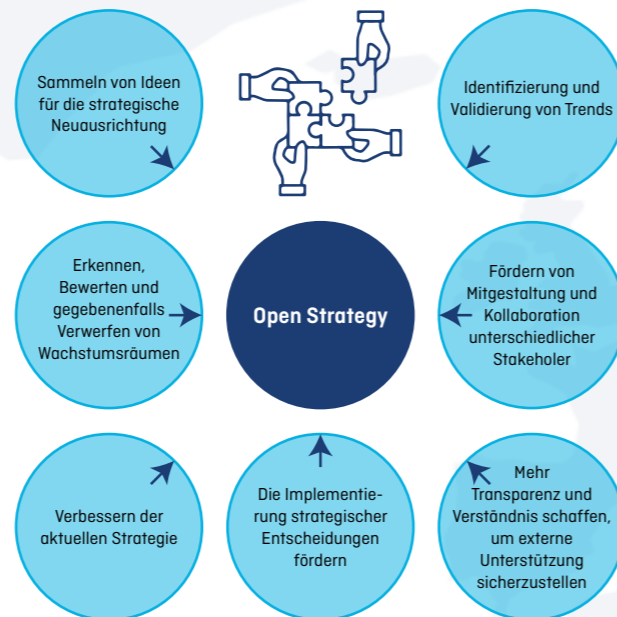 Sammeln von Ideen
für die strategische
Neuausrichtung
Identifizierung und
Validierung von Trends
Erkennen,
Bewerten und
gegebenenfalls
Verwerfen von
Wachstumsräumen
Open Strategy
Fördern von
Mitgestaltung und
Kollaboration
unterschiedlicher
Stakeholer
Verbessern der
aktuellen Strategie
Die Implementie-
rung strategischer
Entscheidungen
fördern
Mehr
Transparenz und
Verständnis schaffen,
um externe
Unterstützung
sicherzustellen